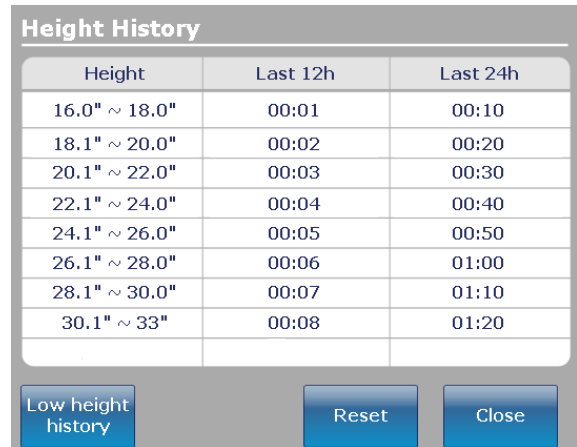 Height History
Height Last 12h Last 24h
16.0" ~ 18.0" 00:01 00:10
18.1" ~ 20.0" 00:02 00:20
20.1" ~ 22.0" 00:03 00:30
22.1" ~ 24.0" 00:04 00:40
24.1" ~ 26.0" 00:05 00:50
26.1" ~ 28.0" 00:06 01:00
28.1" ~ 30.0" 00:07 01:10
30.1" ~ 33" 00:08 01:20
Low height
history
Reset Close